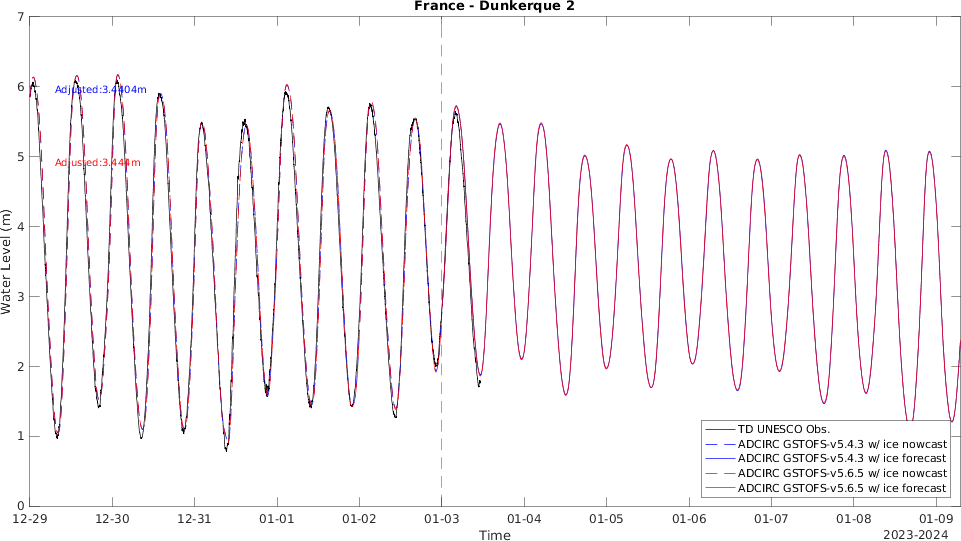 France - Dunkerque 2
7
6
5
4
3
2
1
0
Water Level (m)
Adjusted:3.4404m
Adjusted:3.444m
TD UNESCO Obs.
ADCIRC GSTOFS-v5.4.3 w/ ice nowcast
ADCIRC GSTOFS-v5.4.3 w/ ice forecast
ADCIRC GSTOFS-v5.6.5 w/ ice nowcast
ADCIRC GSTOFS-v5.6.5 w/ ice forecast
12-29 12-30 12-31 01-01 01-02 01-03 01-04 01-05 01-06 01-07 01-08 01-09
Time
2023-2024